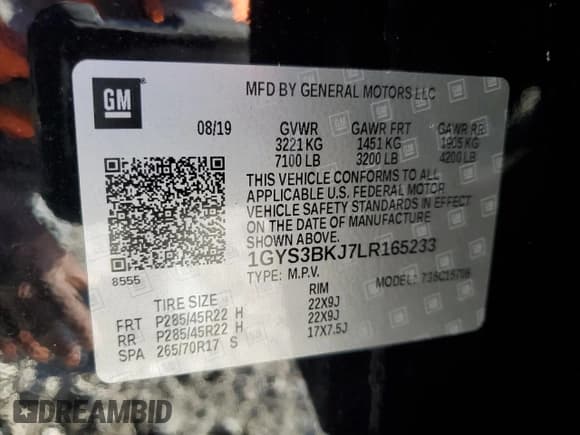 GM
MFD BY GENERAL MOTORS LLC
08/19 GVWR GAWR FRT GAWR RR
3221 KG 1451 KG 1905 KG
7100 LB 3200 LB 4200 LB
THIS VEHICLE CONFORMS TO ALL
APPLICABLE U.S. FEDERAL MOTOR
VEHICLE SAFETY STANDARDS IN EFFECT
ON THE DATE OF MANUFACTURE
SHOWN ABOVE.
1GYS3BKJ7LR165233
TYPE: M.P.V. MODEL:
8555
TIRE SIZE RIM
FRT P285/45R22 H 22X9J
RR P285/45R22 H 22X9J
SPA 265/70R17 S 17X7.5J
DREAMBID